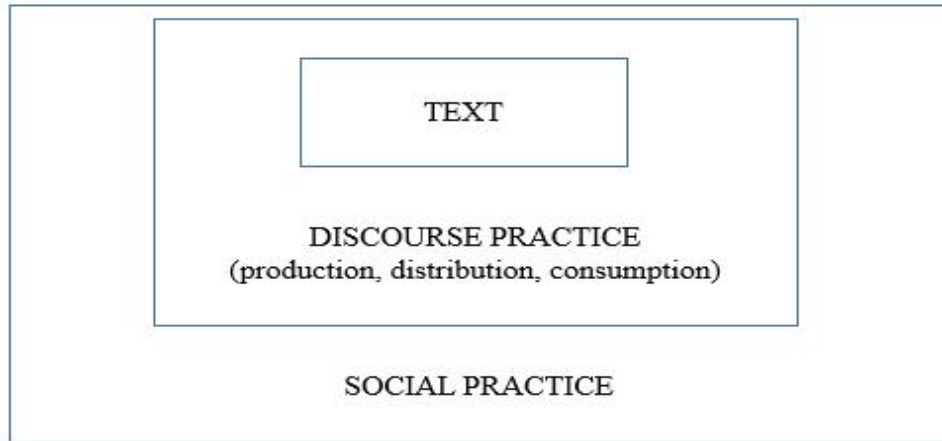 TEXT
DISCOURSE PRACTICE
(production, distribution, consumption)
SOCIAL PRACTICE